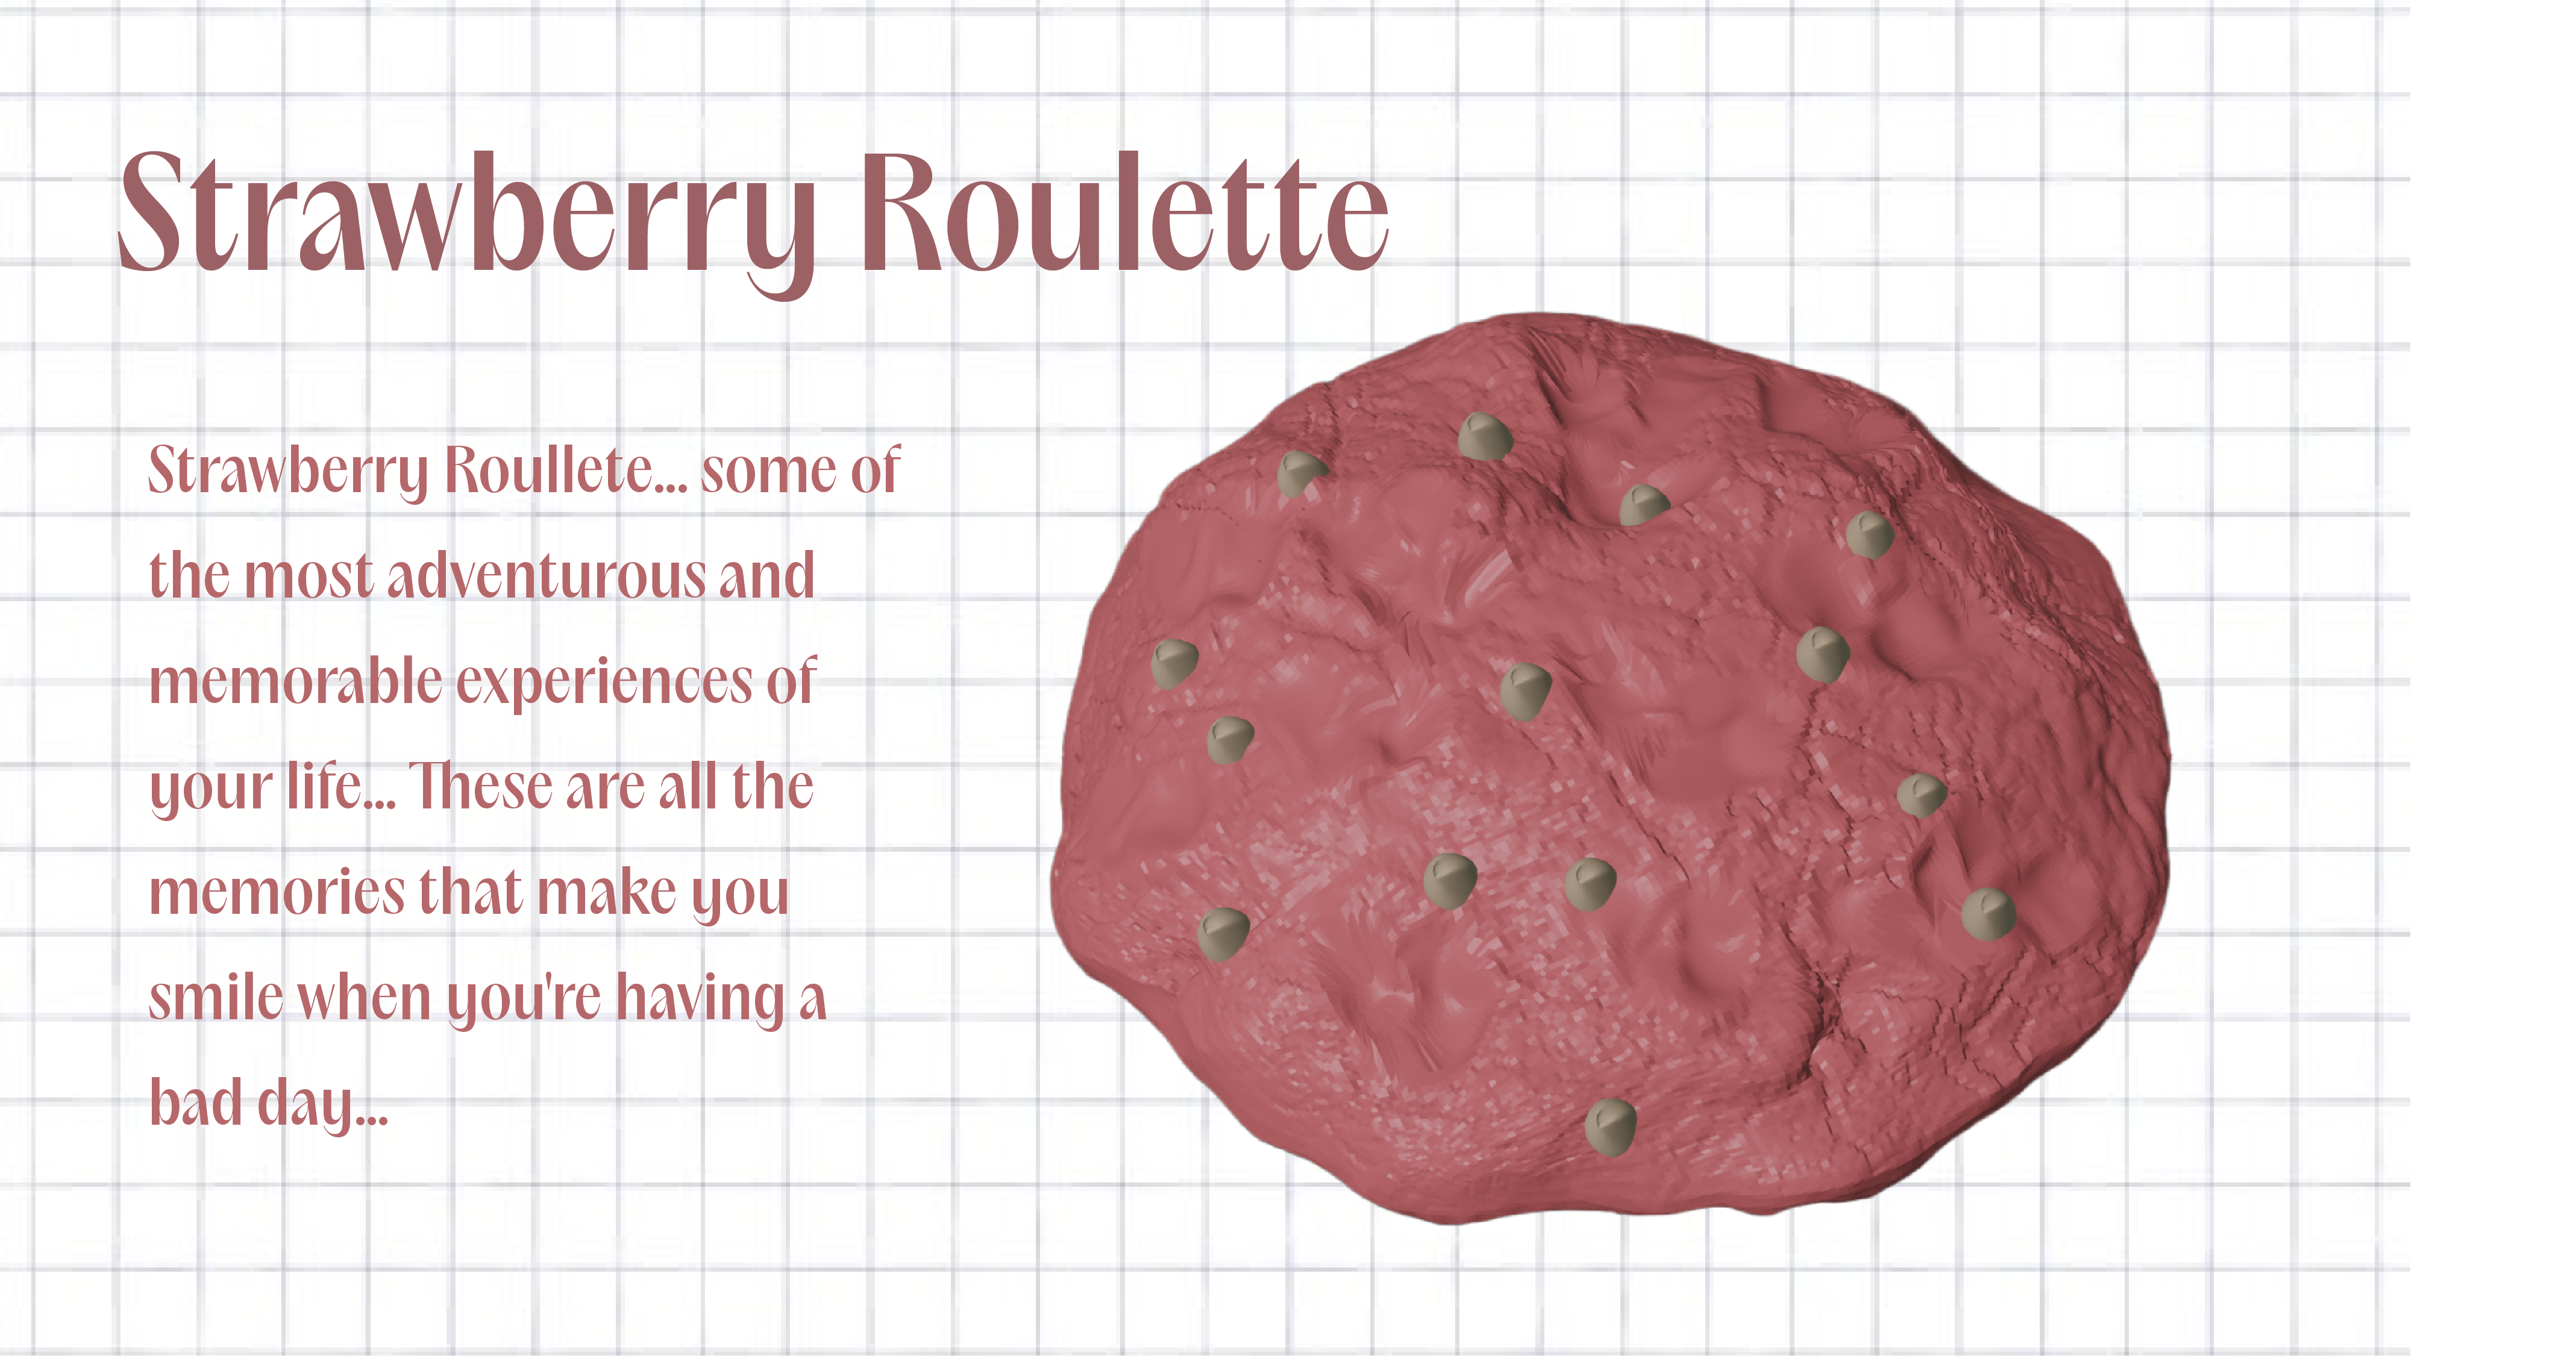 Strawberry Roulette
Strawberry Roullete... some of
the most adventurous and
memorable experiences of
your life... These are all the
memories that make you
smile when you're having a
bad day...